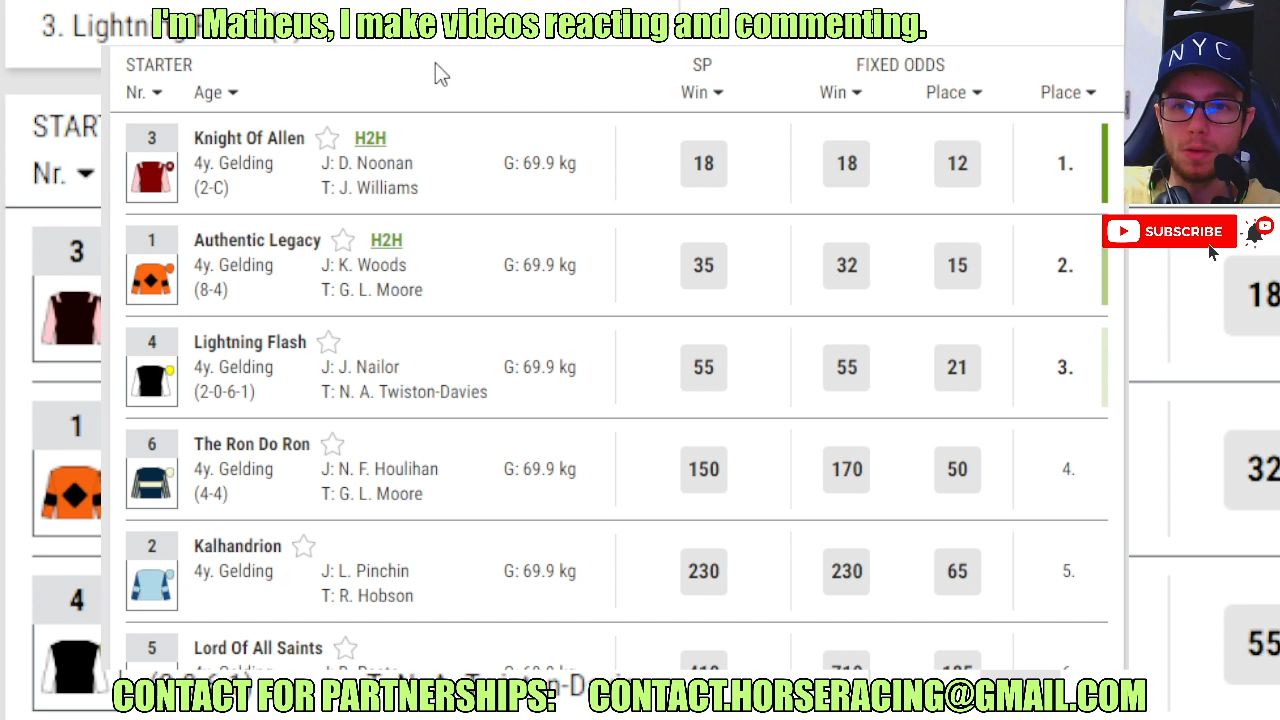 3. Lightn
I'm Matheus, I make videos reacting and commenting.
NYC
STARTER SP FIXED ODDS
Nr. Age Win Win Place Place
3 Knight Of Allen H2H
4y. Gelding J: D. Noonan G: 69.9 kg 18 18 12 1.
(2-C) T: J. Williams
SUBSCRIBE
1 Authentic Legacy H2H
4y. Gelding J: K. Woods G: 69.9 kg 35 32 15 2.
(8-4) T: G. L. Moore
4 Lightning Flash
4y. Gelding J: J. Nailor G: 69.9 kg 55 55 21 3.
(2-0-6-1) T: N. A. Twiston-Davies
6 The Ron Do Ron
4y. Gelding J: N. F. Houlihan G: 69.9 kg 150 170 50 4.
(4-4) T: G. L. Moore
2 Kalhandrion
4y. Gelding J: L. Pinchin G: 69.9 kg 230 230 65 5.
T: R. Hobson
5 Lord Of All Saints
STAR
Nr.
3 18
1 32
4 55
CONTACT FOR PARTNERSHIPS: CONTACT.HORSERACING@GMAIL.COM